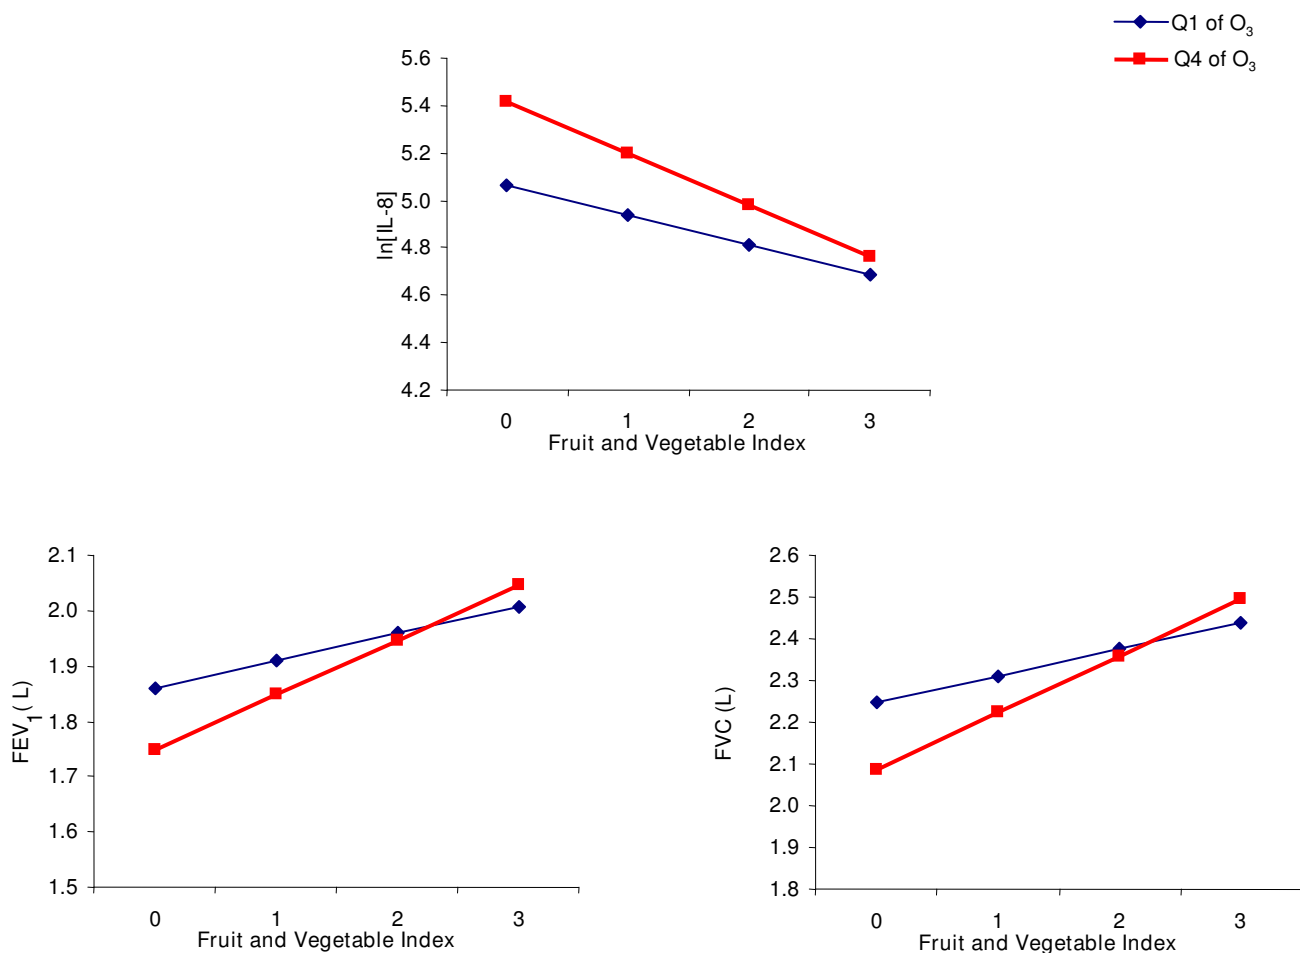 Q1 of O₃
Q4 of O₃
5.6
5.4
5.2
5.0
4.8
4.6
4.4
4.2
ln[IL-8]
0 1 2 3
Fruit and Vegetable Index
2.1
2.0
1.9
1.8
1.7
1.6
1.5
FEV₁ ( L)
0 1 2 3
Fruit and Vegetable Index
2.6
2.5
2.4
2.3
2.2
2.1
2.0
1.9
1.8
FVC (L)
0 1 2 3
Fruit and Vegetable Index